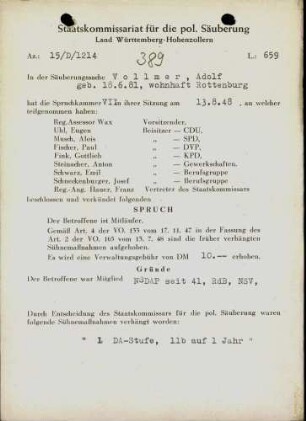 Staatskommissariat für die pol. Säuberung
Land Württemberg-Hohenzollern
Az.: 15/D/1214 389 L.: 659
In der Säuberungssache Vollmer, Adolf
geb. 18.6.81, wohnhaft Rottenburg
hat die Spruchkammer VII in ihrer Sitzung am 13.8.48, an welcher
teilgenommen haben:
Reg.Assessor Wax Vorsitzender,
Uhl, Eugen Beisitzer — CDU,
Musch, Alois „ — SPD,
Fischer, Paul „ — DVP,
Fink, Gottlieb „ — KPD,
Steinacher, Anton „ — Gewerkschaften,
Schwarz, Emil „ — Berufsgruppe
Schneckenburger, Josef „ — Berufsgruppe
Reg.-Ang. Hauer, Franz Vertreter des Staatskommissars
beschlossen und verkündet folgenden
SPRUCH
Der Betroffene ist Mitläufer.
Gemäß Art. 4 der VO. 133 vom 17. 11. 47 in der Fassung des
Art. 2 der VO. 165 vom 13. 7. 48 sind die früher verhängten
Sühnemaßnahmen aufgehoben.
Es wird eine Verwaltungsgebühr von DM 10.-- erhoben.
Gründe
Der Betroffene war Mitglied NSDAP seit 41, RdB, NSV,
Durch Entscheidung des Staatskommissars für die pol. Säuberung waren
folgende Sühnemaßnahmen verhängt worden:
" 1 DA-Stufe, 11b auf 1 Jahr "